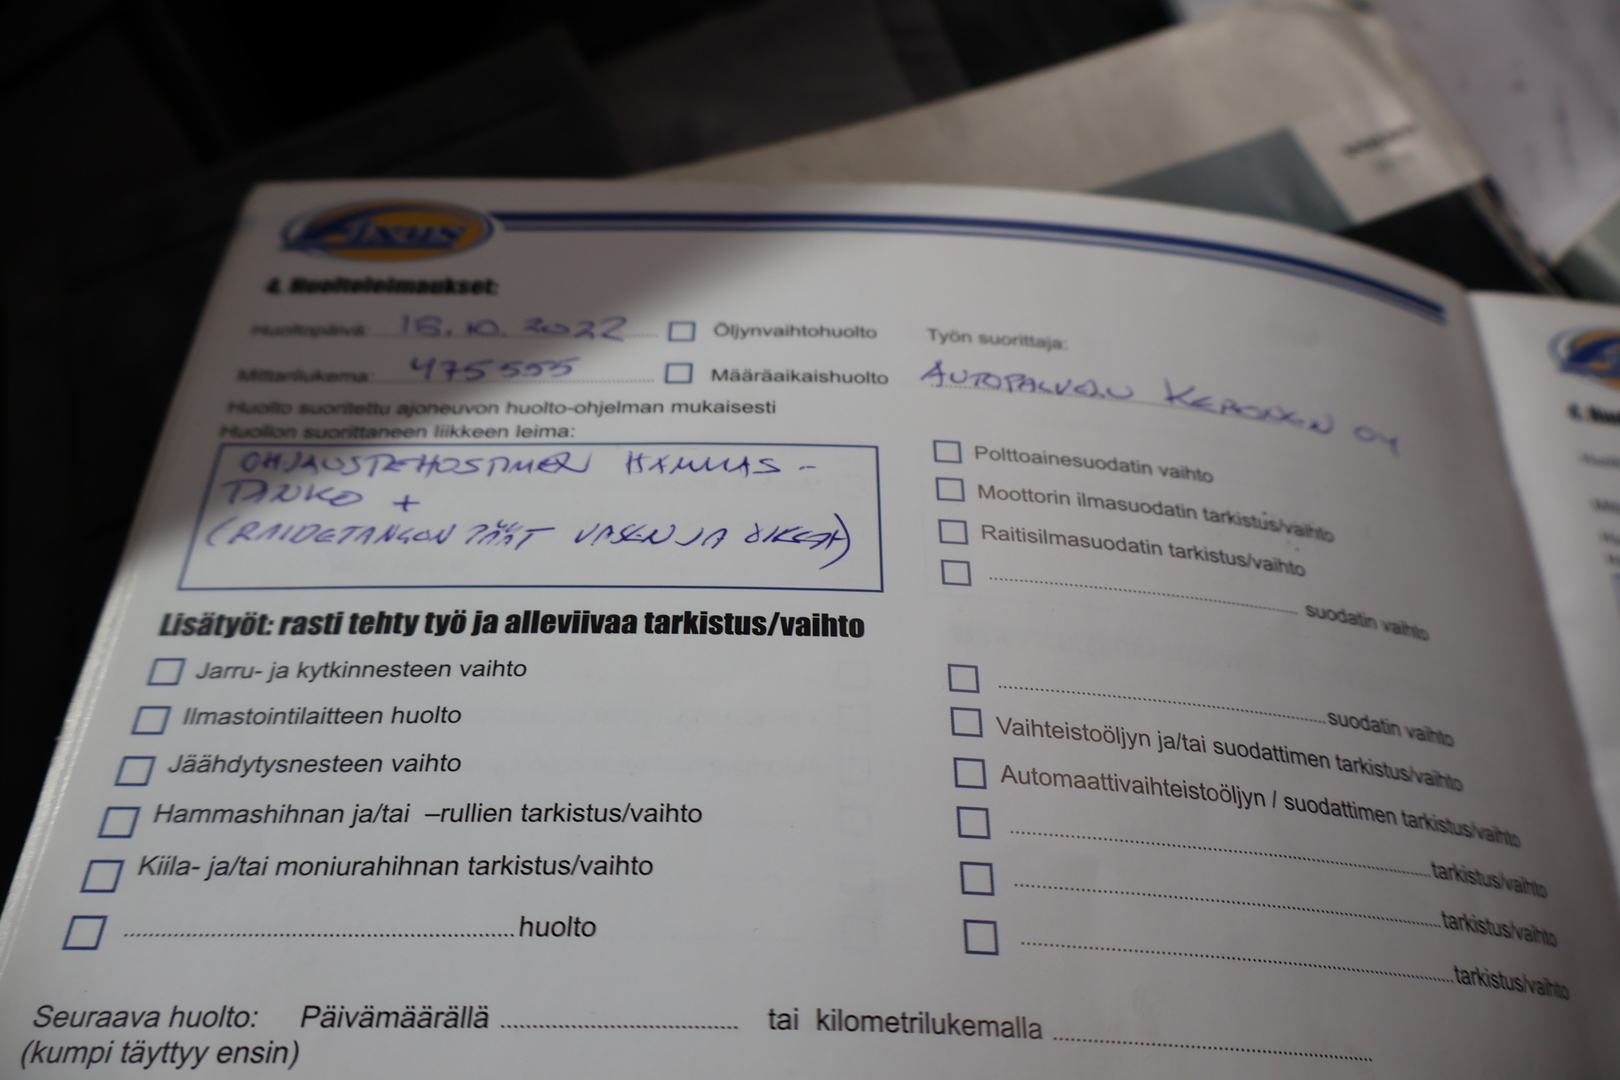 Fixus
4. Huoltoleimaukset:
Huoltopäivä: 18.10.2022
Öljynvaihtohuolto
Mittarilukema: 475555
Määräaikaishuolto
Työn suorittaja:
AUTOPALVELU KEROSEN OY
Huolto suoritettu ajoneuvon huolto-ohjelman mukaisesti
Huollon suorittaneen liikkeen leima:
OHJAUSTEHOSTIMEN HAMMAS-
TANKO +
(RAIDETANGON PÄÄT VASEN JA OIKEA)
Polttoainesuodatin vaihto
Moottorin ilmasuodatin tarkistus/vaihto
Raitisilmasuodatin tarkistus/vaihto
suodatin vaihto
Lisätyöt: rasti tehty työ ja alleviivaa tarkistus/vaihto
Jarru- ja kytkinnesteen vaihto
Ilmastointilaitteen huolto
Jäähdytysnesteen vaihto
Hammashihnan ja/tai –rullien tarkistus/vaihto
Kiila- ja/tai moniurahihnan tarkistus/vaihto
huolto
suodatin vaihto
Vaihteistoöljyn ja/tai suodattimen tarkistus/vaihto
Automaattivaihteistoöljyn / suodattimen tarkistus/vaihto
tarkistus/vaihto
tarkistus/vaihto
tarkistus/vaihto
Seuraava huolto: Päivämäärällä tai kilometrilukemalla
(kumpi täyttyy ensin)